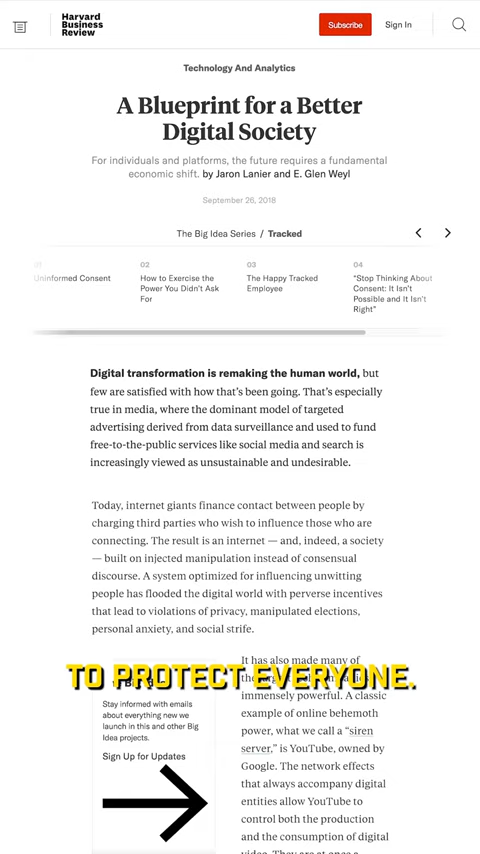 Harvard
Business
Review
Subscribe
Sign In
Technology And Analytics
A Blueprint for a Better
Digital Society
For individuals and platforms, the future requires a fundamental
economic shift. by Jaron Lanier and E. Glen Weyl
September 26, 2018
The Big Idea Series / Tracked
01
Uninformed Consent
02
How to Exercise the
Power You Didn't Ask
For
03
The Happy Tracked
Employee
04
“Stop Thinking About
Consent: It Isn't
Possible and It Isn't
Right”
Digital transformation is remaking the human world, but
few are satisfied with how that's been going. That's especially
true in media, where the dominant model of targeted
advertising derived from data surveillance and used to fund
free-to-the-public services like social media and search is
increasingly viewed as unsustainable and undesirable.
Today, internet giants finance contact between people by
charging third parties who wish to influence those who are
connecting. The result is an internet — and, indeed, a society
— built on injected manipulation instead of consensual
discourse. A system optimized for influencing unwitting
people has flooded the digital world with perverse incentives
that lead to violations of privacy, manipulated elections,
personal anxiety, and social strife.
It has also made many of
TO PROTECT EVERYONE.
immensely powerful. A classic
example of online behemoth
power, what we call a “siren
server,” is YouTube, owned by
Google. The network effects
that always accompany digital
entities allow YouTube to
control both the production
and the consumption of digital
Stay informed with emails
about everything new we
launch in this and other Big
Idea projects.
Sign Up for Updates